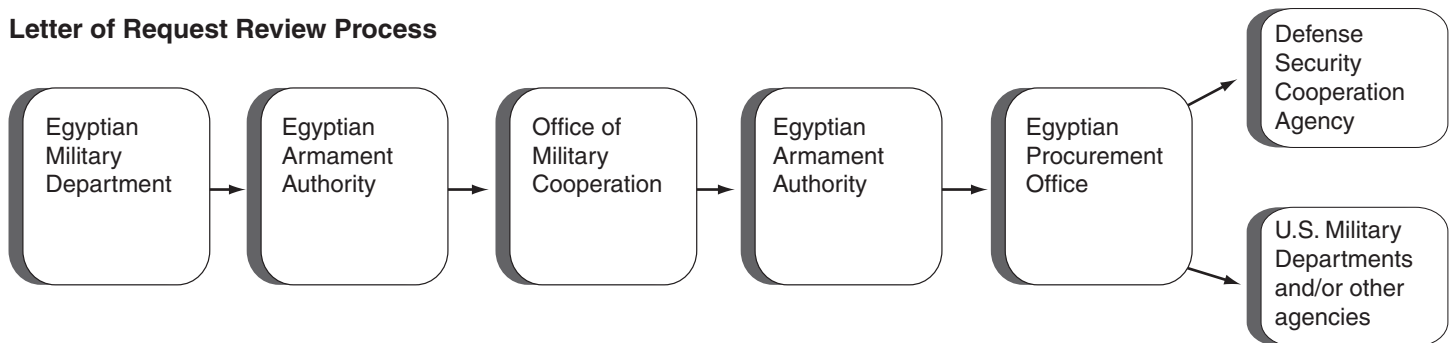 Letter of Request Review Process
Egyptian
Military
Department
Egyptian
Armament
Authority
Office of
Military
Cooperation
Egyptian
Armament
Authority
Egyptian
Procurement
Office
Defense
Security
Cooperation
Agency
U.S. Military
Departments
and/or other
agencies